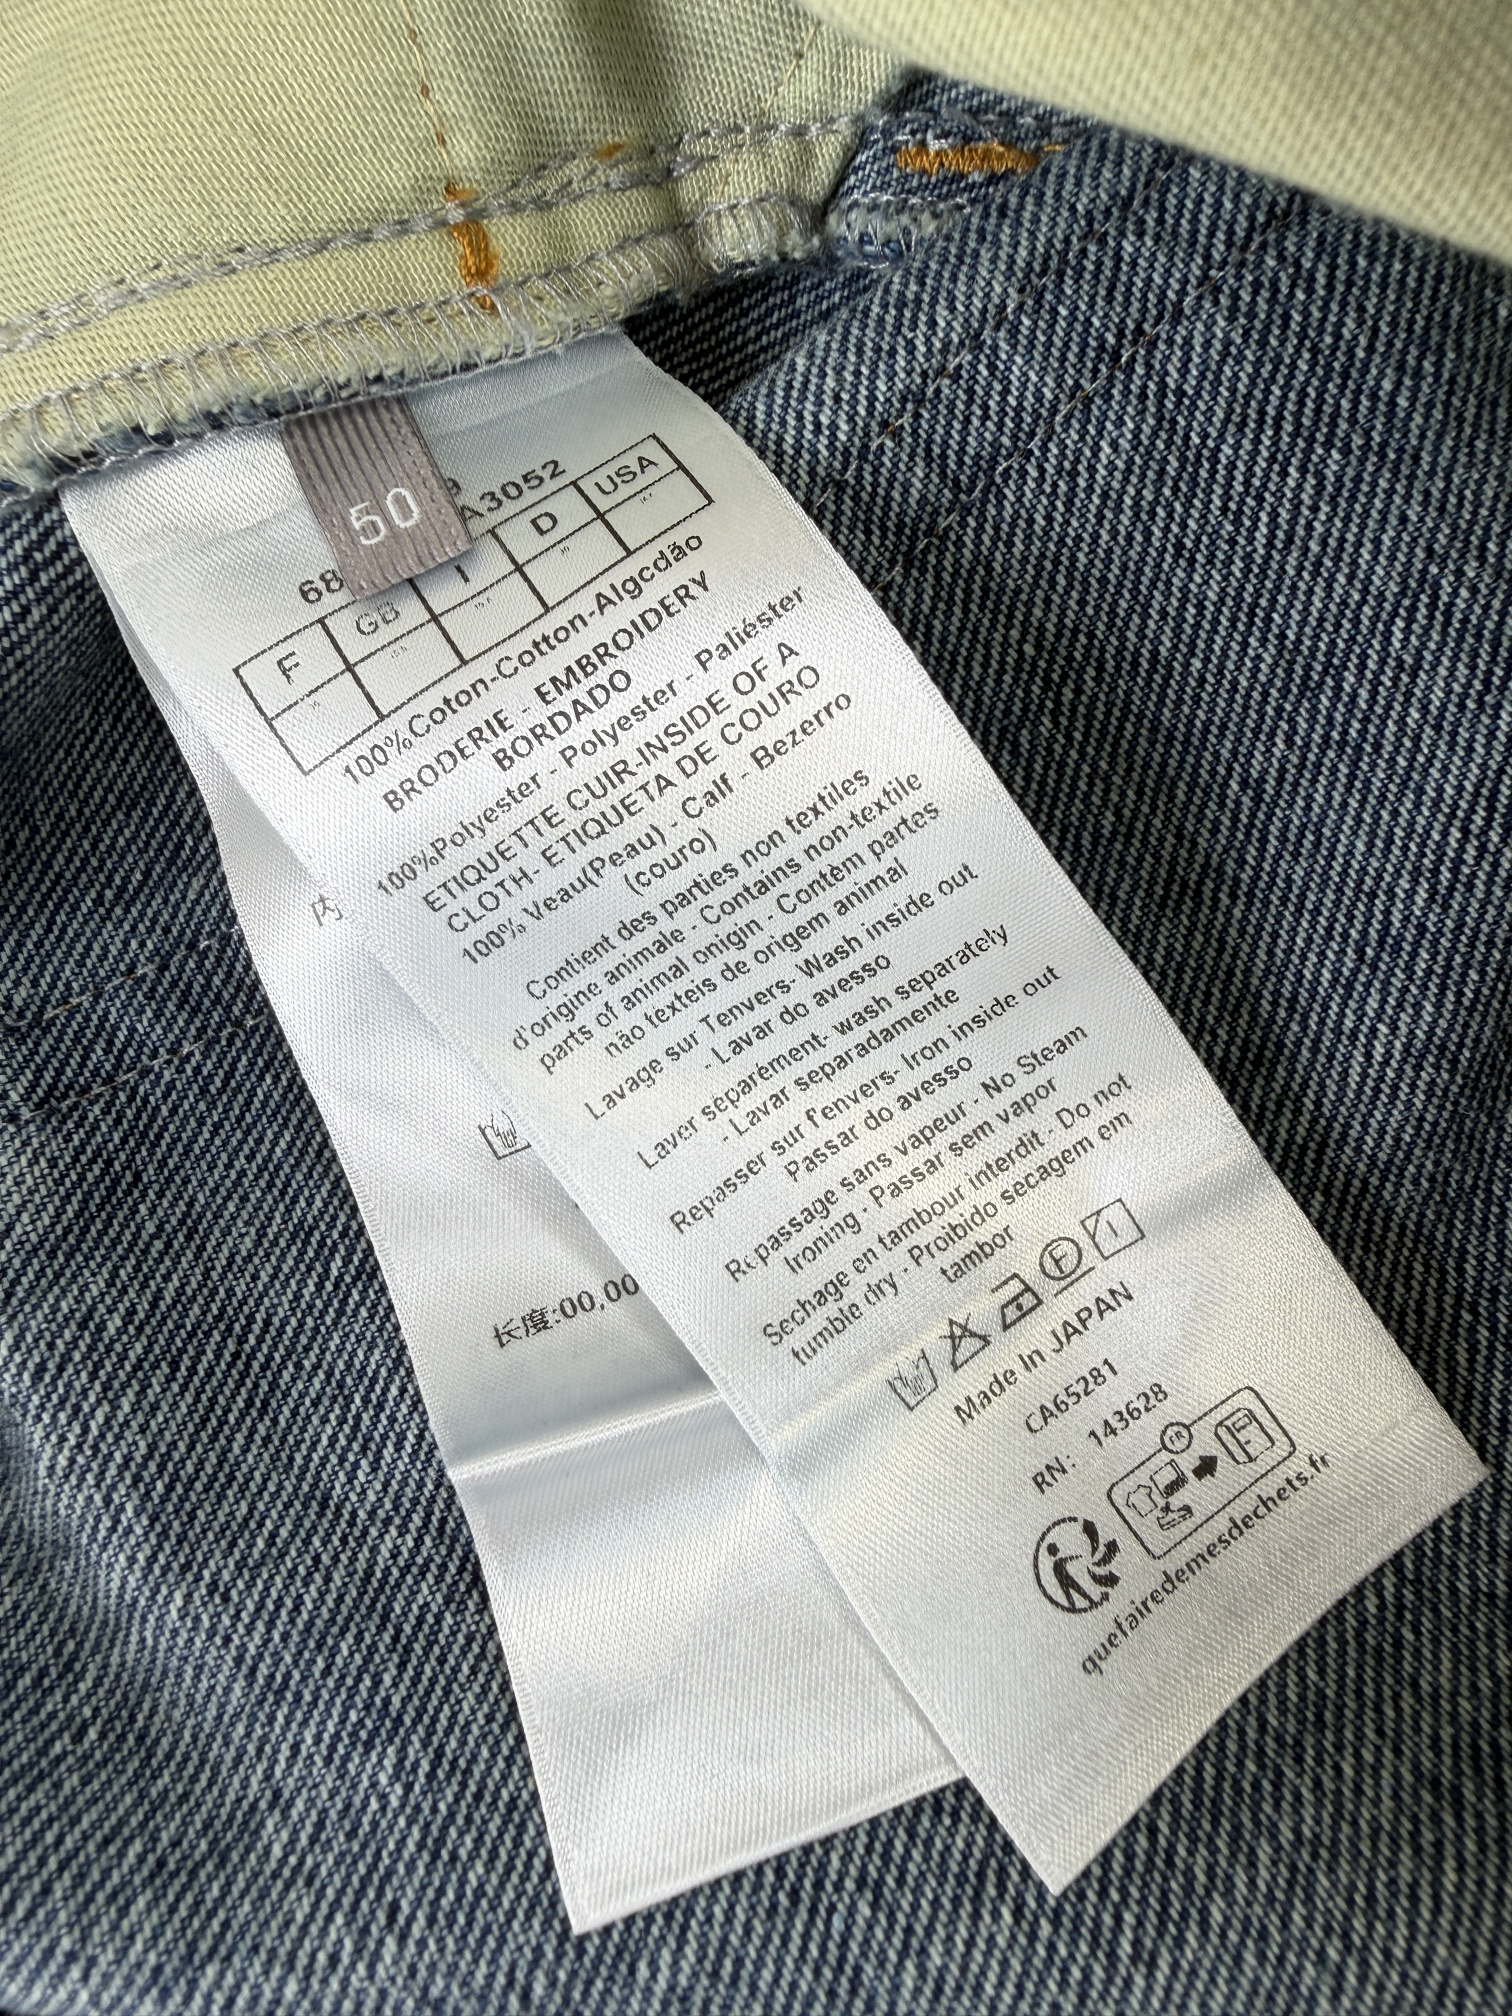 50
A3052
68
F GB I D USA
100%Coton-Cotton-Algcdão
BRODERIE - EMBROIDERY
BORDADO
100%Polyester - Polyester - Paliéster
ETIQUETTE CUIR-INSIDE OF A
CLOTH- ETIQUETA DE COURO
100% Veau(Peau) - Calf - Bezerro
(couro)
Contient des parties non textiles
d'origine animale - Contains non-textile
parts of animal onigin - Contèm partes
não texteis de origem animal
Lavage sur Tenvers- Wash inside out
- Lavar do avesso
Laver séparément- wash separately
- Lavar separadamente
Repasser sur f'envers- Iron inside out
Passar do avesso
Repassage sans vapeur - No Steam
Ironing - Passar sem vapor
Sechage en tambour interdit - Do not
tumble dry - Proibido secagem em
tambor
F
Made In JAPAN
CA65281
RN: 143628
FR
quefairedemesdechets.fr
内
长度:00,00